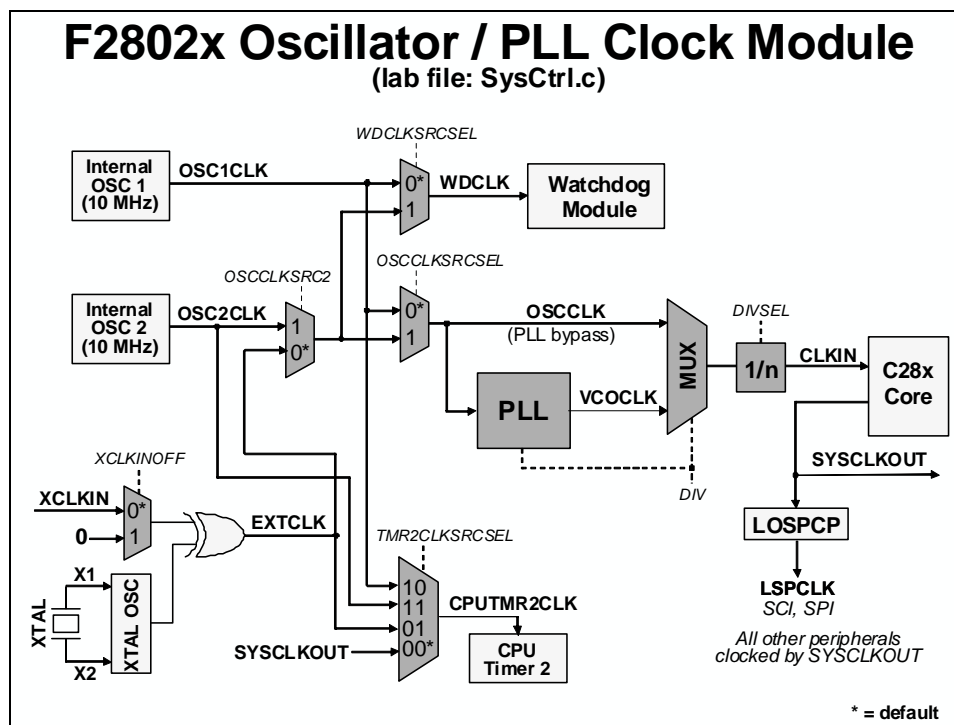 F2802x Oscillator / PLL Clock Module
(lab file: SysCtrl.c)
WDCLKSRCSEL
Internal
OSC 1
(10 MHz)
OSC1CLK
0*
1
WDCLK
Watchdog
Module
OSCCLKSRC2
OSCCLKSRCSEL
Internal
OSC 2
(10 MHz)
OSC2CLK
1
0*
0*
1
OSCCLK
(PLL bypass)
MUX
DIVSEL
1/n
CLKIN
C28x
Core
PLL
VCOCLK
DIV
SYSCLKOUT
XCLKINOFF
XCLKIN
0*
0
1
EXTCLK
LOSPCP
LSPCLK
SCI, SPI
All other peripherals
clocked by SYSCLKOUT
X1
XTAL
XTAL OSC
X2
TMR2CLKSRCSEL
10
11
01
00*
SYSCLKOUT
CPUTMR2CLK
CPU
Timer 2
* = default